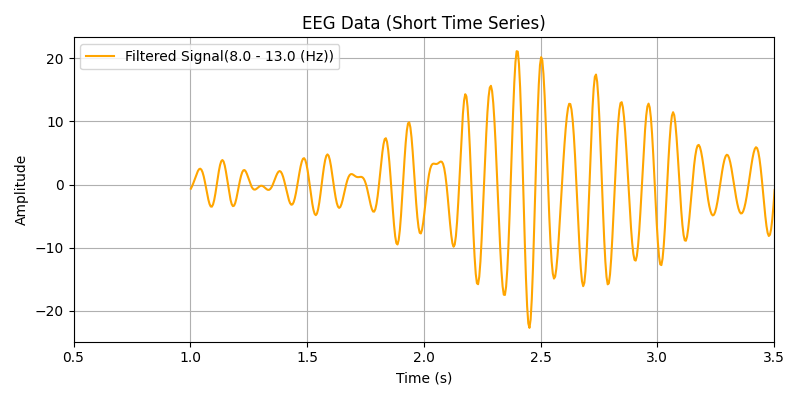 EEG Data (Short Time Series)
Filtered Signal(8.0 - 13.0 (Hz))
Amplitude
20
10
0
−10
−20
0.5 1.0 1.5 2.0 2.5 3.0 3.5
Time (s)